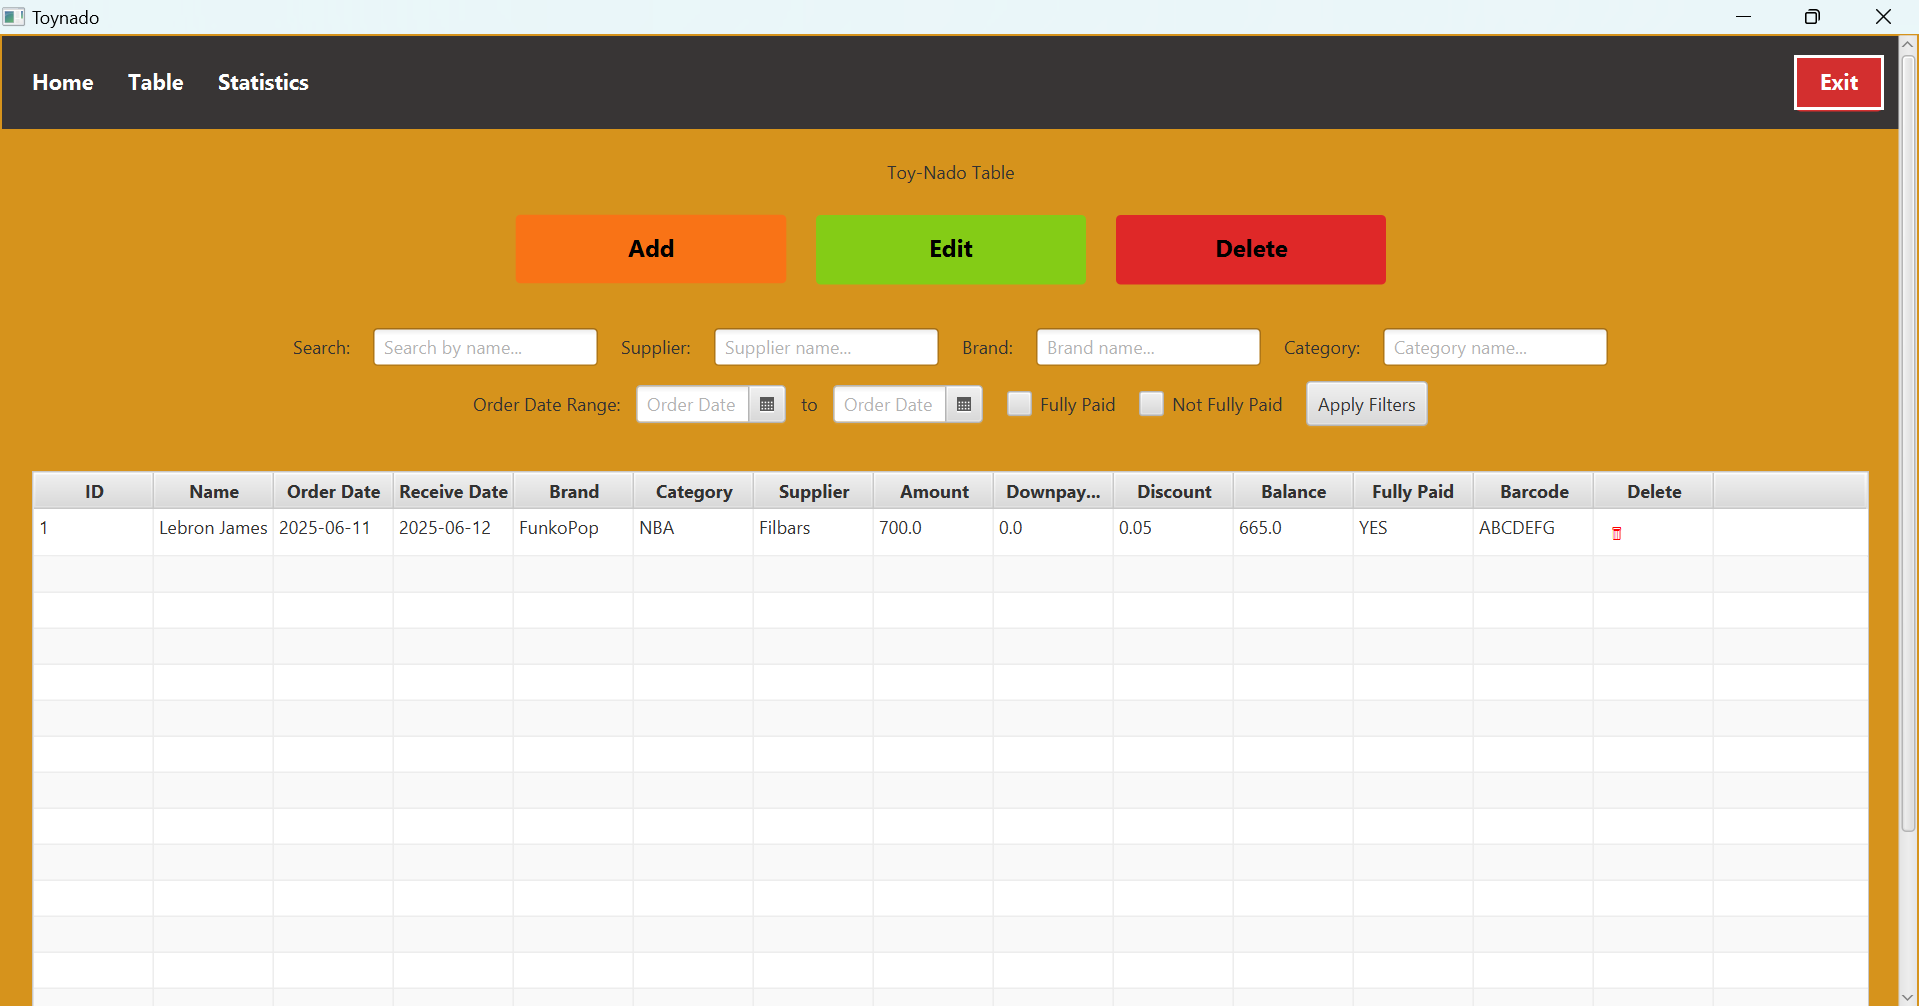 Toynado
Home Table Statistics Exit
Toy-Nado Table
Add Edit Delete
Search: Search by name... Supplier: Supplier name... Brand: Brand name... Category: Category name...
Order Date Range: Order Date to Order Date Fully Paid Not Fully Paid Apply Filters
ID Name Order Date Receive Date Brand Category Supplier Amount Downpay... Discount Balance Fully Paid Barcode Delete
1 Lebron James 2025-06-11 2025-06-12 FunkoPop NBA Filbars 700.0 0.0 0.05 665.0 YES ABCDEFG